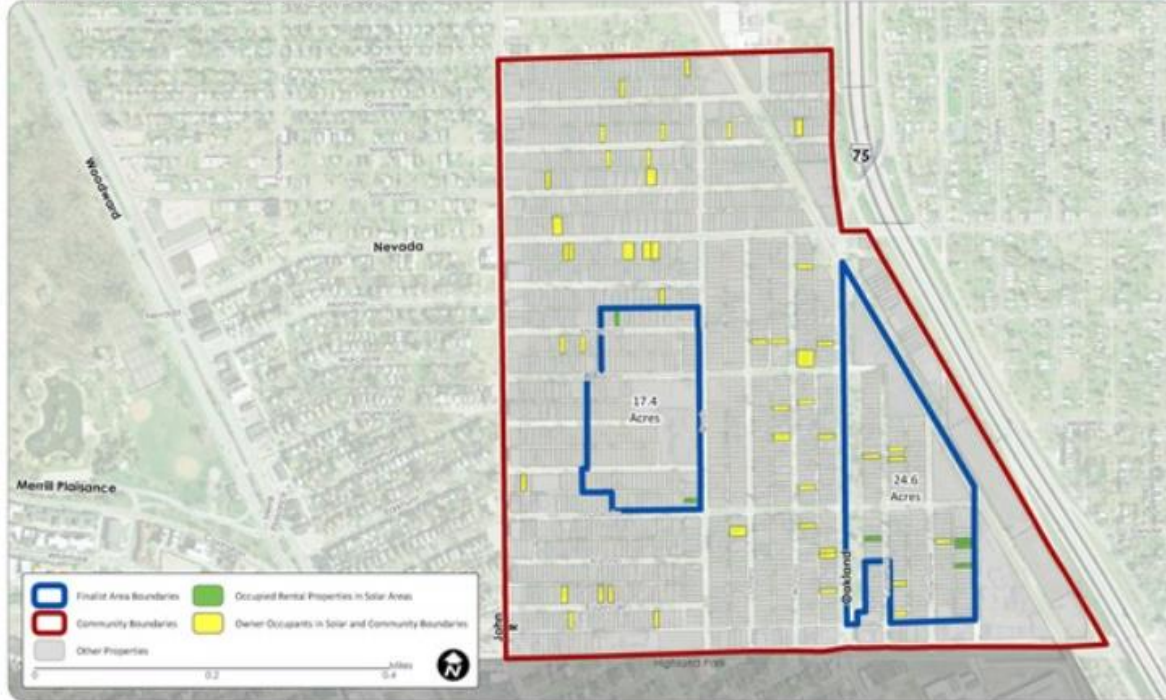 75
Woodward
Nevada
17.4
Acres
Merrill Plaisance
24.6
Acres
Oakland
John
R
Highland Park
Finalist Area Boundaries
Occupied Rental Properties in Solar Areas
Community Boundaries
Owner-Occupants in Solar and Community Boundaries
Other Properties
Miles
0
0.2
0.4
N